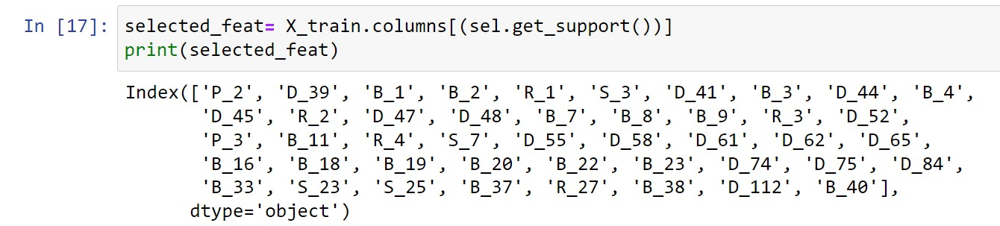 In [17]: selected_feat= X_train.columns[(sel.get_support())]
print(selected_feat)
Index(['P_2', 'D_39', 'B_1', 'B_2', 'R_1', 'S_3', 'D_41', 'B_3', 'D_44', 'B_4',
'D_45', 'R_2', 'D_47', 'D_48', 'B_7', 'B_8', 'B_9', 'R_3', 'D_52',
'P_3', 'B_11', 'R_4', 'S_7', 'D_55', 'D_58', 'D_61', 'D_62', 'D_65',
'B_16', 'B_18', 'B_19', 'B_20', 'B_22', 'B_23', 'D_74', 'D_75', 'D_84',
'B_33', 'S_23', 'S_25', 'B_37', 'R_27', 'B_38', 'D_112', 'B_40'],
dtype='object')